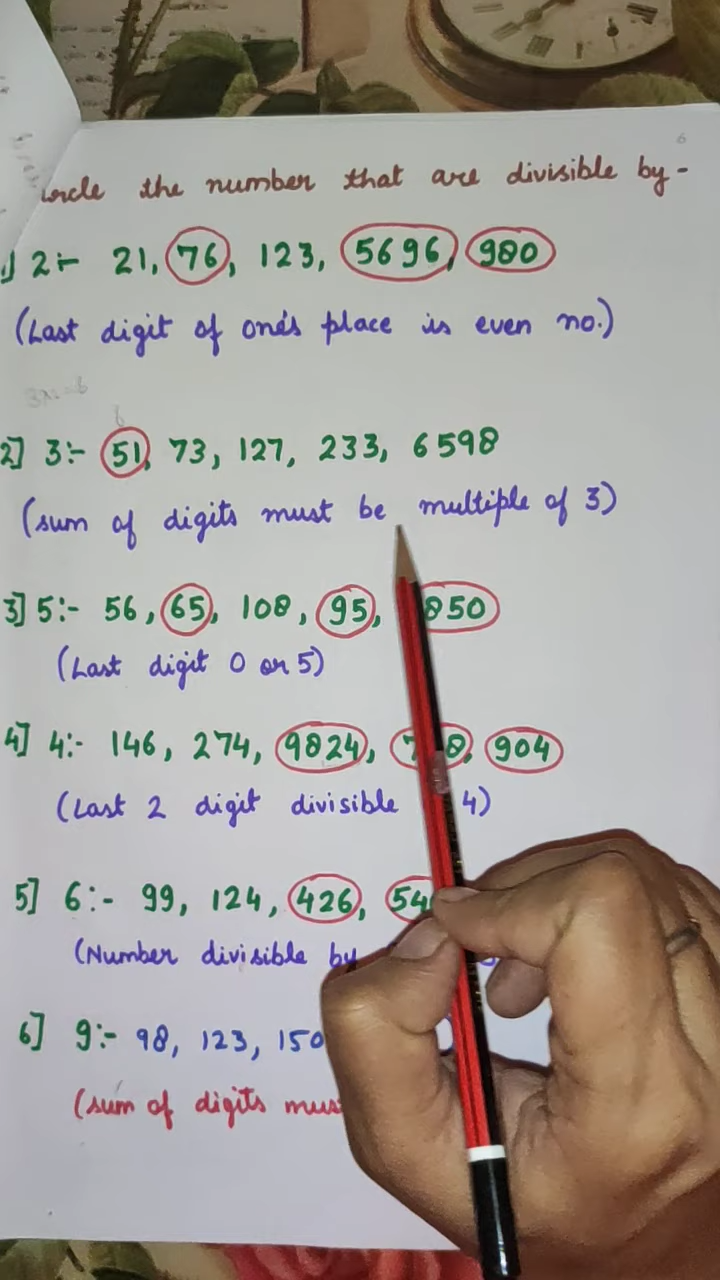 circle the number that are divisible by -
1] 2:- 21, 76, 123, 5696, 980
(Last digit of one's place is even no.)
2] 3:- 51, 73, 127, 233, 6598
(sum of digits must be multiple of 3)
3] 5:- 56, 65, 108, 95, 850
(Last digit 0 or 5)
4] 4:- 146, 274, 9824, 904
(Last 2 digit divisible 4)
5] 6:- 99, 124, 426, 54
(Number divisible by
6] 9:- 98, 123, 150
(sum of digits must